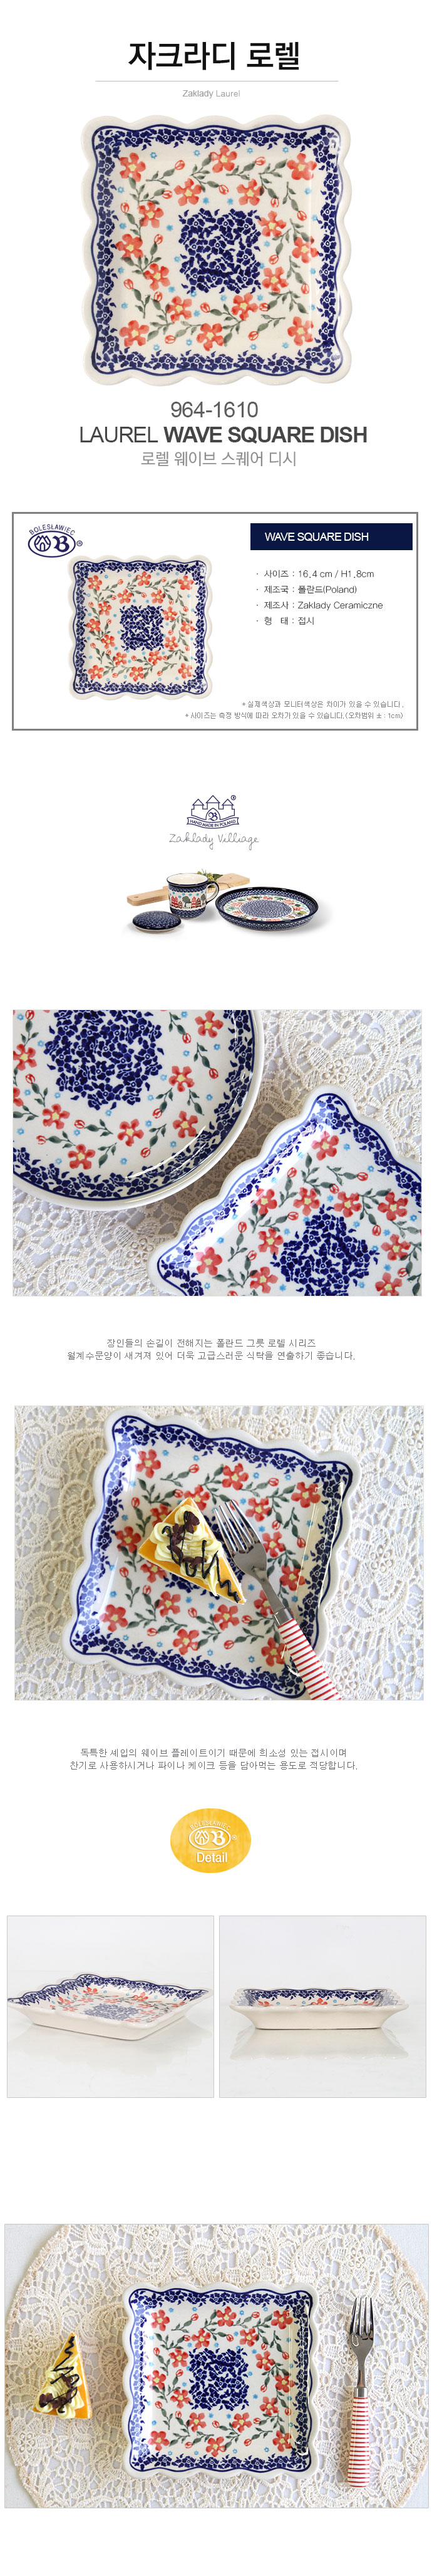 자크라디 로렐
Zaklady Laurel
964-1610
LAUREL WAVE SQUARE DISH
로렐 웨이브 스퀘어 디시
BOLESŁAWIEC
B ®
WAVE SQUARE DISH
· 사이즈 : 16.4 cm / H1.8cm
· 제조국 : 폴란드(Poland)
· 제조사 : Zaklady Ceramiczne
· 형 태 : 접시
* 실제색상과 모니터색상은 차이가 있을 수 있습니다.
* 사이즈는 측정 방식에 따라 오차가 있을 수 있습니다.(오차범위 ± : 1cm)
B ®
HAND MADE IN POLAND
Zaklady Villiage
장인들의 손길이 전해지는 폴란드 그릇 로렐 시리즈
월계수문양이 새겨져 있어 더욱 고급스러운 식탁을 연출하기 좋습니다.
독특한 셰입의 웨이브 플레이트이기 때문에 희소성 있는 접시이며
찬기로 사용하시거나 파이나 케이크 등을 담아먹는 용도로 적당합니다.
BOLESŁAWIEC
B ®
Detail